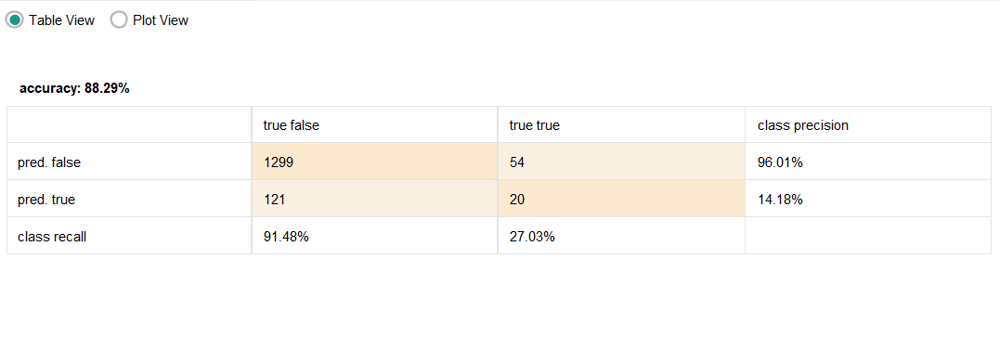 Table View Plot View
accuracy: 88.29%
true false true true class precision
pred. false 1299 54 96.01%
pred. true 121 20 14.18%
class recall 91.48% 27.03%